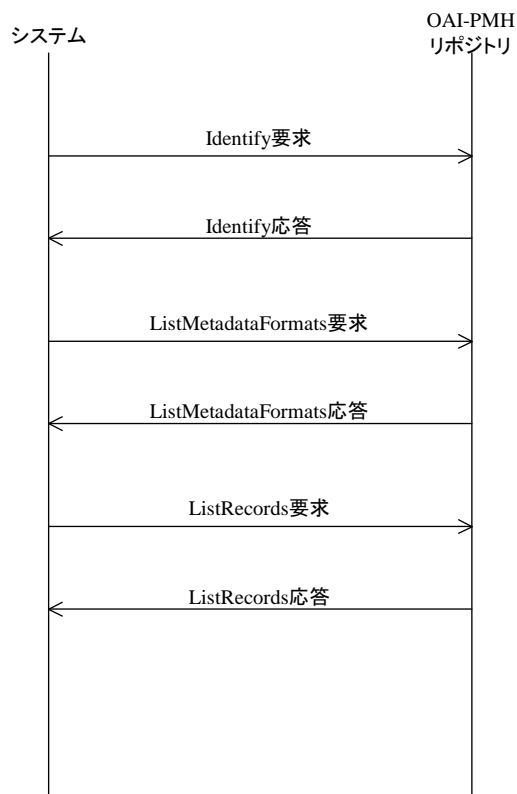 システム
OAI-PMH
リポジトリ
Identify要求
Identify応答
ListMetadataFormats要求
ListMetadataFormats応答
ListRecords要求
ListRecords応答